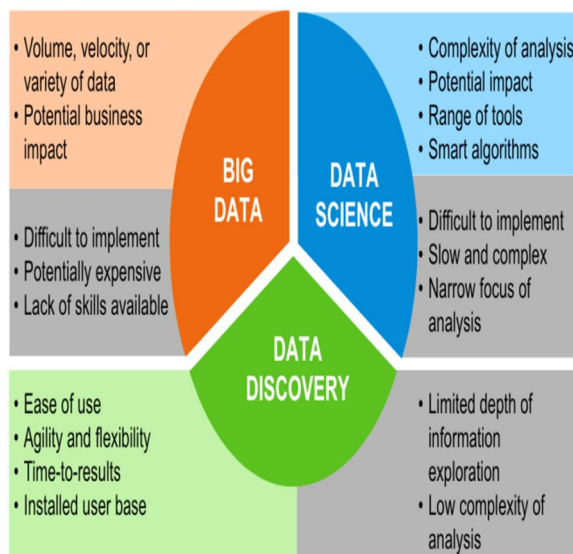 • Volume, velocity, or
variety of data
• Potential business
impact
• Difficult to implement
• Potentially expensive
• Lack of skills available
BIG
DATA
DATA
SCIENCE
• Complexity of analysis
• Potential impact
• Range of tools
• Smart algorithms
• Difficult to implement
• Slow and complex
• Narrow focus of
analysis
DATA
DISCOVERY
• Ease of use
• Agility and flexibility
• Time-to-results
• Installed user base
• Limited depth of
information
exploration
• Low complexity of
analysis